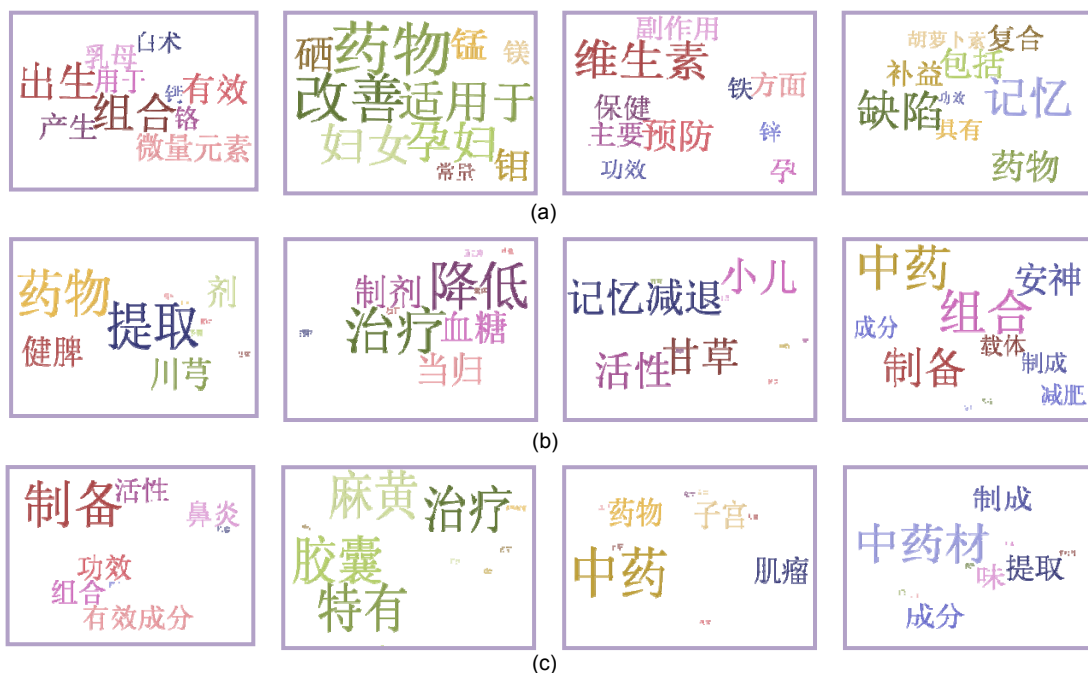 白术
乳母
出生 用于
钙 有效
组合
产生 铬
微量元素
硒 药物 锰 镁
改善 适用于
妇女 孕妇
常量 钼
副作用
维生素
铁 方面
保健
主要 预防 锌
功效 孕
胡萝卜素 复合
补益 包括
缺陷 功效 记忆
具有
药物
(a)
药物 剂
提取
健脾
川芎
制剂 降低
治疗 血糖
当归
小儿
记忆减退
活性 甘草
中药 安神
组合
成分
载体
制备 制成
减肥
(b)
制备 活性
鼻炎
功效
组合
有效成分
麻黄 治疗
胶囊
特有
药物 子宫
中药 肌瘤
制成
中药材
味 提取
成分
(c)